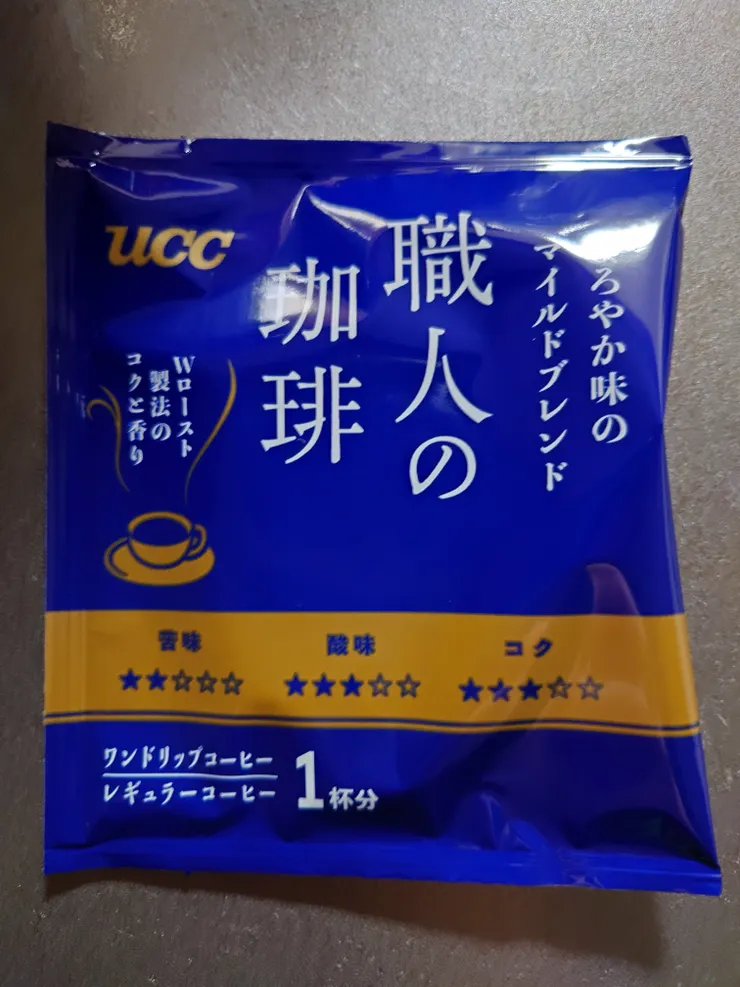 ucc
職人の
珈琲
ろやか味の
マイルドブレンド
Wロースト
製法の
コクと香り
苦味
酸味
コク
★★☆☆☆
★★★☆☆
★★★☆☆
ワンドリップコーヒー
レギュラーコーヒー
1杯分